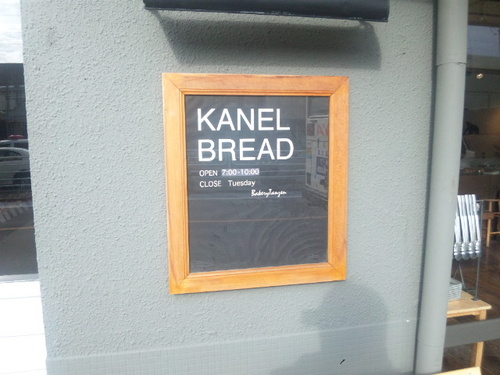 KANEL
BREAD
OPEN 7:00-10:00
CLOSE Tuesday